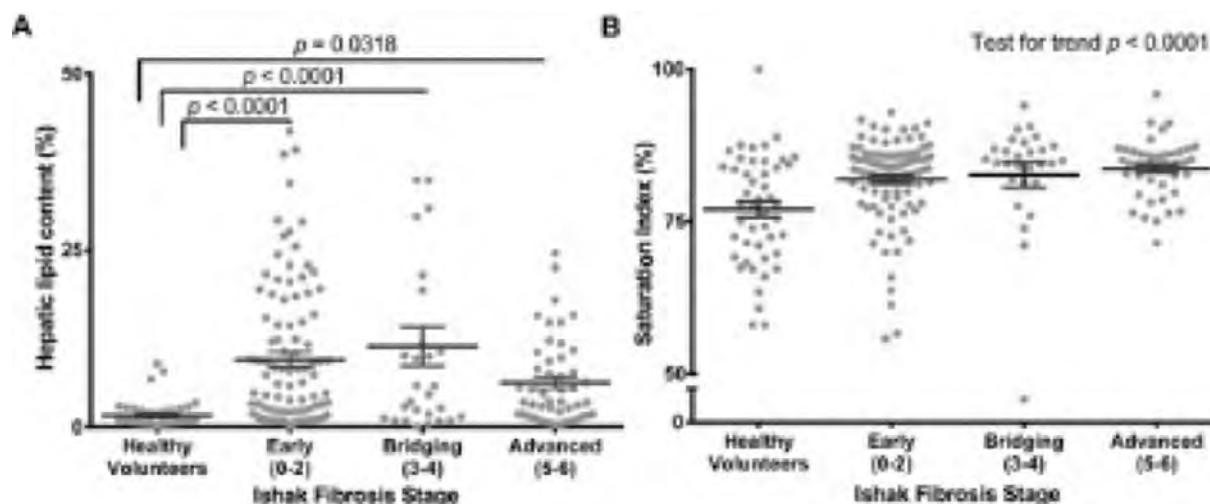 A
p = 0.0318
p < 0.0001
p < 0.0001
50
25
0
Hepatic lipid content (%)
Healthy Volunteers
Early (0-2)
Bridging (3-4)
Advanced (5-6)
Ishak Fibrosis Stage
B
Test for trend p < 0.0001
100
75
50
0
Saturation Index (%)
Healthy Volunteers
Early (0-2)
Bridging (3-4)
Advanced (5-6)
Ishak Fibrosis Stage